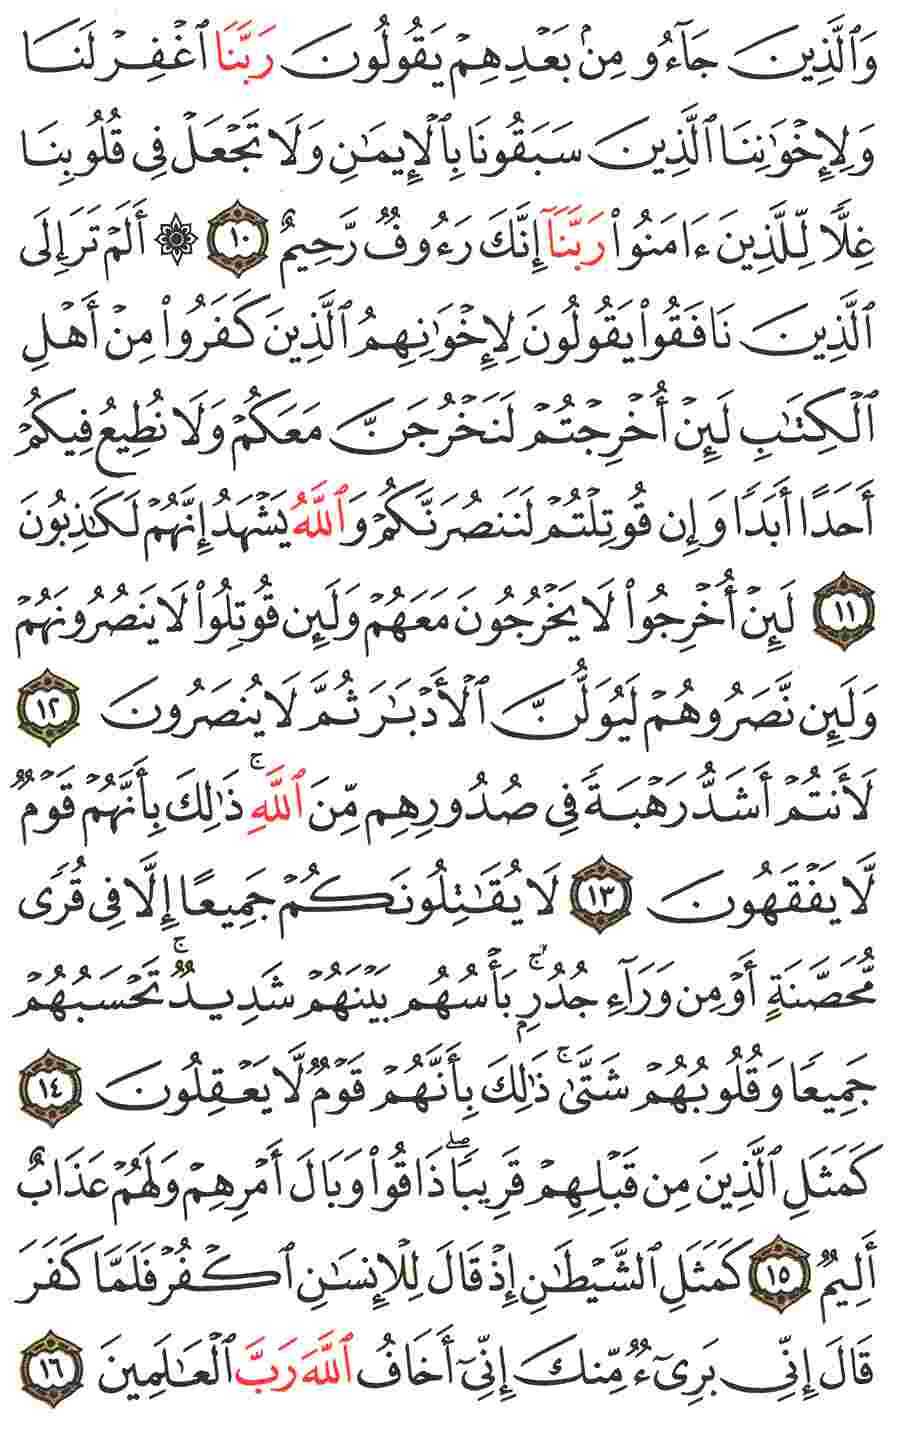 وَٱلَّذِينَ جَآءُو مِنۢ بَعْدِهِمْ يَقُولُونَ رَبَّنَا ٱغْفِرْ لَنَا
وَلِإِخْوَٰنِنَا ٱلَّذِينَ سَبَقُونَا بِٱلْإِيمَٰنِ وَلَا تَجْعَلْ فِى قُلُوبِنَا
غِلًّا لِّلَّذِينَ ءَامَنُوا۟ رَبَّنَآ إِنَّكَ رَءُوفٌ رَّحِيمٌ ١٠ ۞ أَلَمْ تَرَ إِلَى
ٱلَّذِينَ نَافَقُوا۟ يَقُولُونَ لِإِخْوَٰنِهِمُ ٱلَّذِينَ كَفَرُوا۟ مِنْ أَهْلِ
ٱلْكِتَٰبِ لَئِنْ أُخْرِجْتُمْ لَنَخْرُجَنَّ مَعَكُمْ وَلَا نُطِيعُ فِيكُمْ
أَحَدًا أَبَدًا وَإِن قُوتِلْتُمْ لَنَنصُرَنَّكُمْ وَٱللَّهُ يَشْهَدُ إِنَّهُمْ لَكَٰذِبُونَ
١١ لَئِنْ أُخْرِجُوا۟ لَا يَخْرُجُونَ مَعَهُمْ وَلَئِن قُوتِلُوا۟ لَا يَنصُرُونَهُمْ
وَلَئِن نَّصَرُوهُمْ لَيُوَلُّنَّ ٱلْأَدْبَٰرَ ثُمَّ لَا يُنصَرُونَ ١٢
لَأَنتُمْ أَشَدُّ رَهْبَةً فِى صُدُورِهِم مِّنَ ٱللَّهِ ۚ ذَٰلِكَ بِأَنَّهُمْ قَوْمٌ
لَّا يَفْقَهُونَ ١٣ لَا يُقَٰتِلُونَكُمْ جَمِيعًا إِلَّا فِى قُرًى
مُّحَصَّنَةٍ أَوْ مِن وَرَآءِ جُدُرٍۭ ۚ بَأْسُهُم بَيْنَهُمْ شَدِيدٌ ۚ تَحْسَبُهُمْ
جَمِيعًا وَقُلُوبُهُمْ شَتَّىٰ ۚ ذَٰلِكَ بِأَنَّهُمْ قَوْمٌ لَّا يَعْقِلُونَ ١٤
كَمَثَلِ ٱلَّذِينَ مِن قَبْلِهِمْ قَرِيبًا ۖ ذَاقُوا۟ وَبَالَ أَمْرِهِمْ وَلَهُمْ عَذَابٌ
أَلِيمٌ ١٥ كَمَثَلِ ٱلشَّيْطَٰنِ إِذْ قَالَ لِلْإِنسَٰنِ ٱكْفُرْ فَلَمَّا كَفَرَ
قَالَ إِنِّى بَرِىٓءٌ مِّنكَ إِنِّىٓ أَخَافُ ٱللَّهَ رَبَّ ٱلْعَٰلَمِينَ ١٦